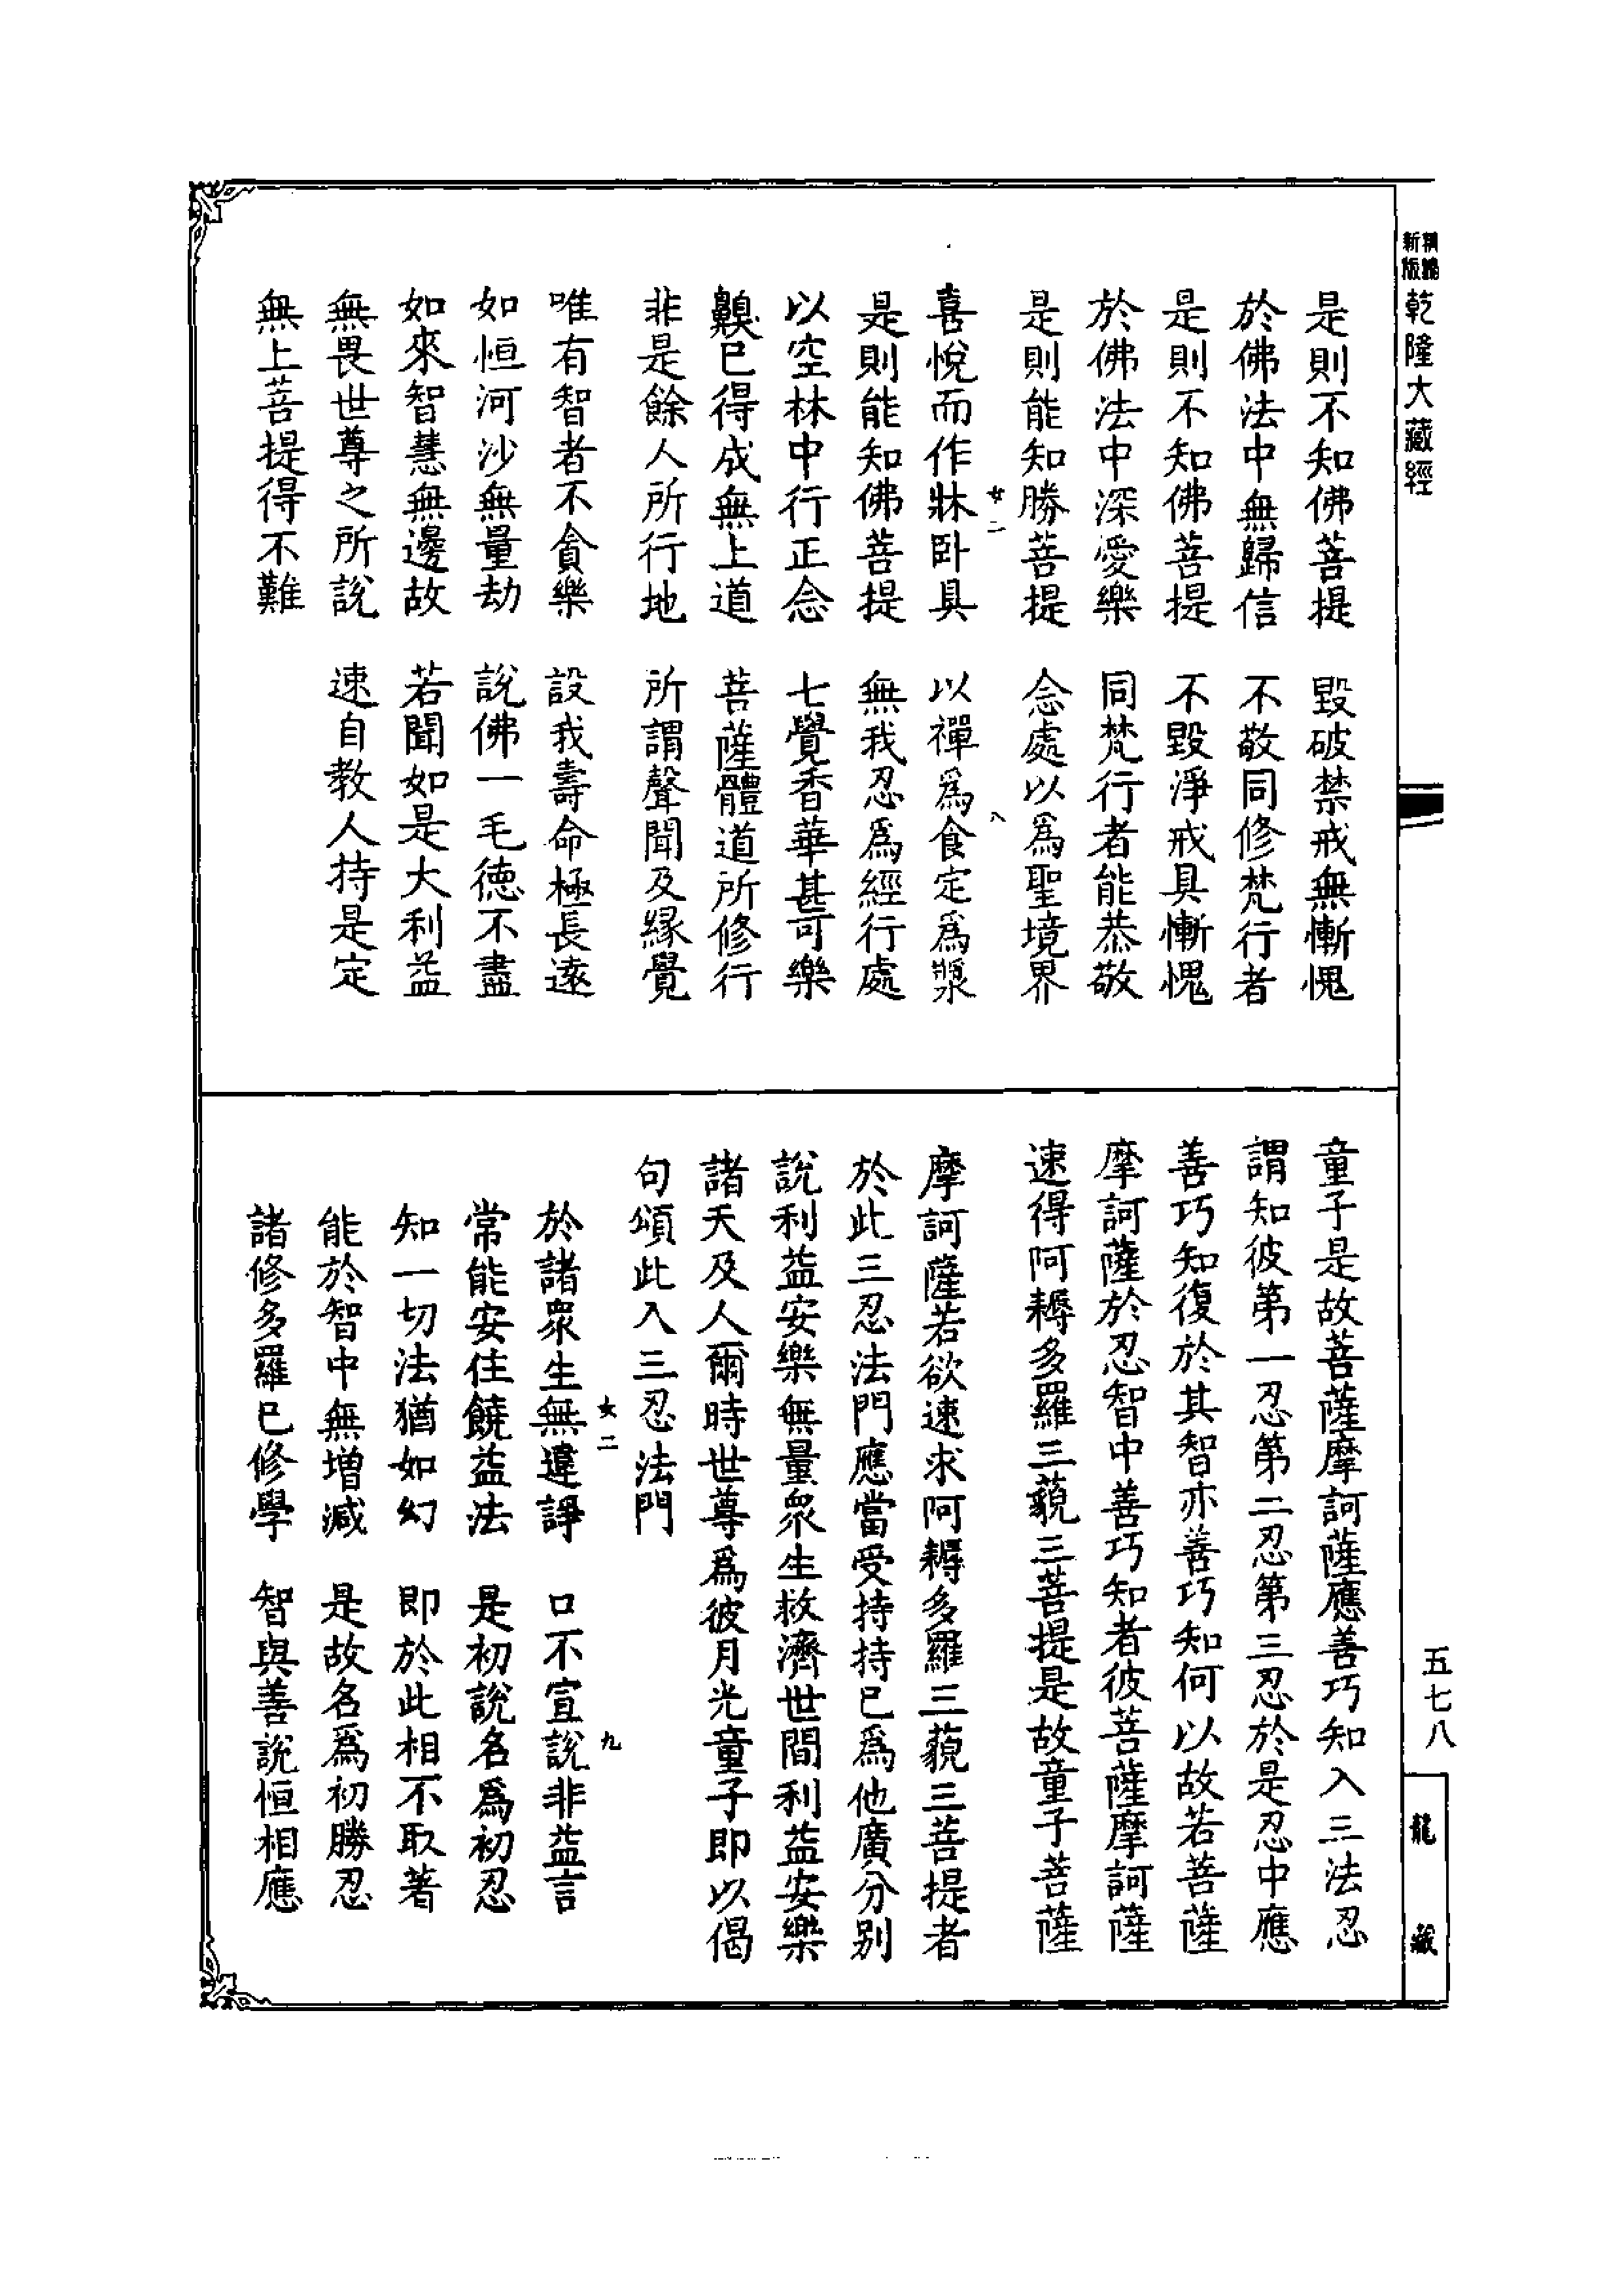 精編新版
乾隆大藏經
是則不知佛菩提　毀破禁戒無慚愧
於佛法中無歸信　不敬同修梵行者
是則不知佛菩提　不毀淨戒具慚愧
於佛法中深愛樂　同梵行者能恭敬
是則能知勝菩提　念處以為聖境界
喜悅而作牀臥具　以禪為食定為漿
女二　八
是則能知佛菩提　無我忍為經行處
以空林中行正念　七覺香華甚可樂
齅已得成無上道　菩薩體道所修行
非是餘人所行地　所謂聲聞及緣覺
唯有智者不貪樂　設我壽命極長遠
如恒河沙無量劫　說佛一毛德不盡
如來智慧無邊故　若聞如是大利益
無畏世尊之所說　速自教人持是定
無上菩提得不難
童子是故菩薩摩訶薩應善巧知入三法忍
謂知彼第一忍第二忍第三忍於是忍中應
善巧知復於其智亦善巧知何以故若菩薩
摩訶薩於忍智中善巧知者彼菩薩摩訶薩
速得阿耨多羅三藐三菩提是故童子菩薩
摩訶薩若欲速求阿耨多羅三藐三菩提者
於此三忍法門應當受持持已為他廣分別
說利益安樂無量眾生救濟世間利益安樂
諸天及人爾時世尊為彼月光童子即以偈
句頌此入三忍法門
女二　九
於諸眾生無違諍　口不宣說非益言
常能安住饒益法　是初說名為初忍
知一切法猶如幻　即於此相不取著
能於智中無增減　是故名為初勝忍
諸修多羅已修學　智與善說恒相應
五七八
龍藏